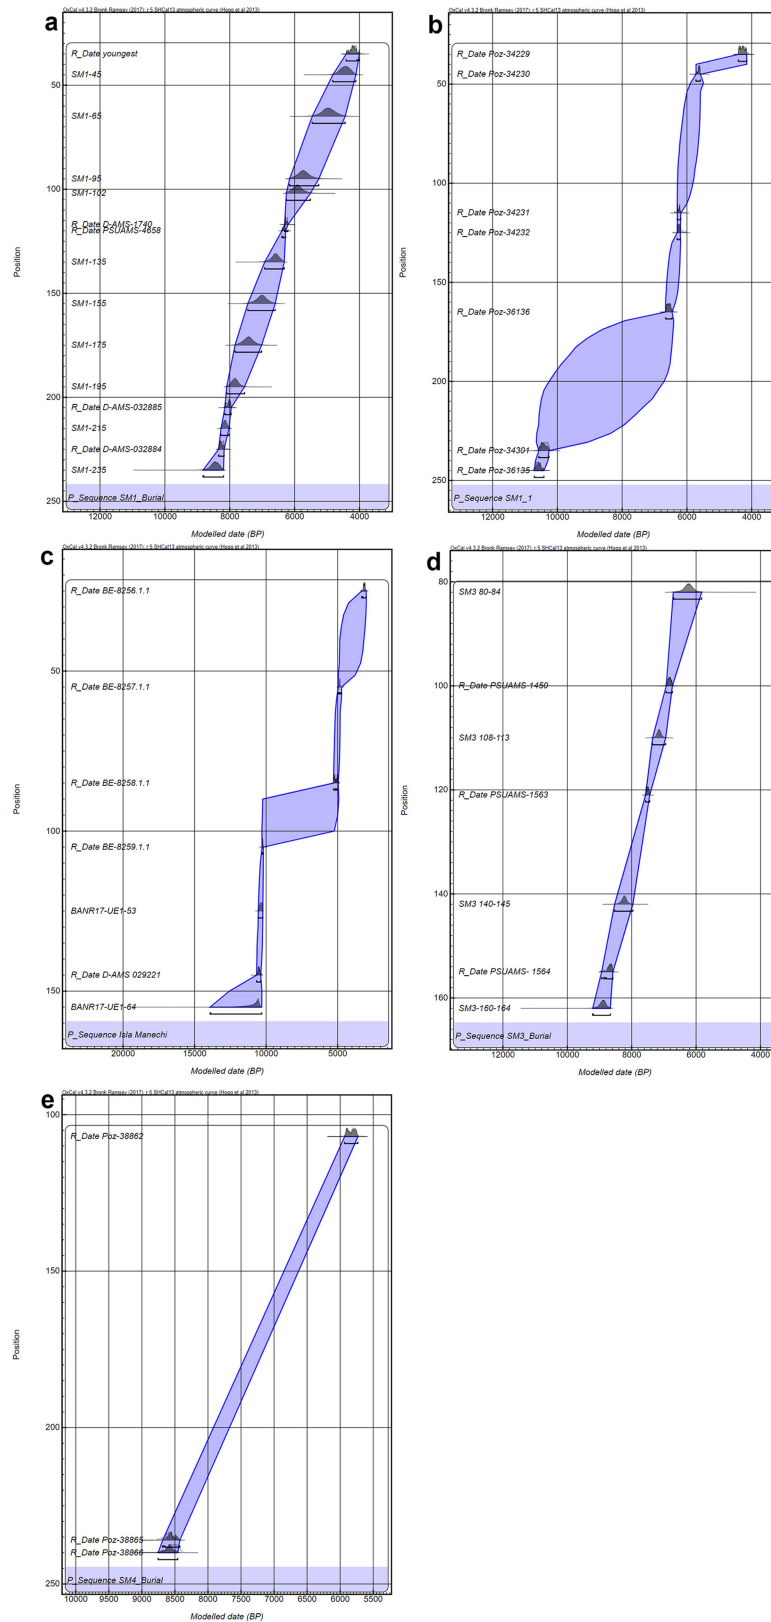 a
OxCal v4.3.2 Bronk Ramsey (2017); r:5 SHCal13 atmospheric curve (Hogg et al 2013)
R_Date youngest
SM1-45
50
SM1-65
SM1-95
100
SM1-102
R_Date D-AMS-1740
R_Date PSUAMS-4658
SM1-135
150
SM1-155
SM1-175
SM1-195
200
R_Date D-AMS-032885
SM1-215
R_Date D-AMS-032884
SM1-235
250
P_Sequence SM1_Burial
12000 10000 8000 6000 4000
Modelled date (BP)
Position
b
OxCal v4.3.2 Bronk Ramsey (2017); r:5 SHCal13 atmospheric curve (Hogg et al 2013)
R_Date Poz-34229
R_Date Poz-34230
50
100
R_Date Poz-34231
R_Date Poz-34232
150
R_Date Poz-36136
200
R_Date Poz-34301
R_Date Poz-36135
250
P_Sequence SM1_1
12000 10000 8000 6000 4000
Modelled date (BP)
Position
c
OxCal v4.3.2 Bronk Ramsey (2017); r:5 SHCal13 atmospheric curve (Hogg et al 2013)
R_Date BE-8256.1.1
50
R_Date BE-8257.1.1
R_Date BE-8258.1.1
100
R_Date BE-8259.1.1
BANR17-UE1-53
R_Date D-AMS 029221
150
BANR17-UE1-64
P_Sequence Isla Manechi
20000 15000 10000 5000
Modelled date (BP)
Position
d
OxCal v4.3.2 Bronk Ramsey (2017); r:5 SHCal13 atmospheric curve (Hogg et al 2013)
80
SM3 80-84
100
R_Date PSUAMS-1450
SM3 108-113
120
R_Date PSUAMS-1563
140
SM3 140-145
R_Date PSUAMS- 1564
160
SM3-160-164
P_Sequence SM3_Burial
12000 10000 8000 6000 4000
Modelled date (BP)
Position
e
OxCal v4.3.2 Bronk Ramsey (2017); r:5 SHCal13 atmospheric curve (Hogg et al 2013)
100
R_Date Poz-38862
150
200
R_Date Poz-38865
R_Date Poz-38866
250
P_Sequence SM4_Burial
10000 9500 9000 8500 8000 7500 7000 6500 6000 5500
Modelled date (BP)
Position